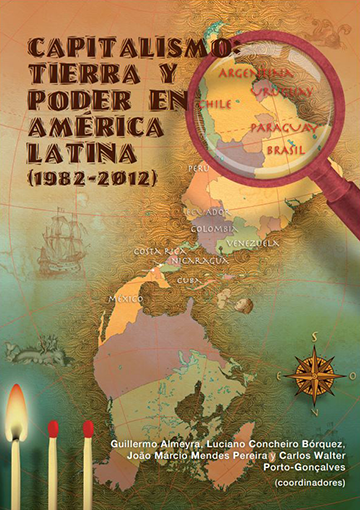 CAPITALISMO:
TIERRA Y
PODER EN
AMÉRICA
LATINA
(1982-2012)
ARGENTINA
URUGUAY
CHILE
PARAGUAY
BRASIL
PERÚ
ECUADOR
COLOMBIA
VENEZUELA
COSTA RICA
NICARAGUA
CUBA
MÉXICO
S
E
O
N
Guillermo Almeyra, Luciano Concheiro Bórquez,
João Márcio Mendes Pereira y Carlos Walter
Porto-Gonçalves
(coordinadores)